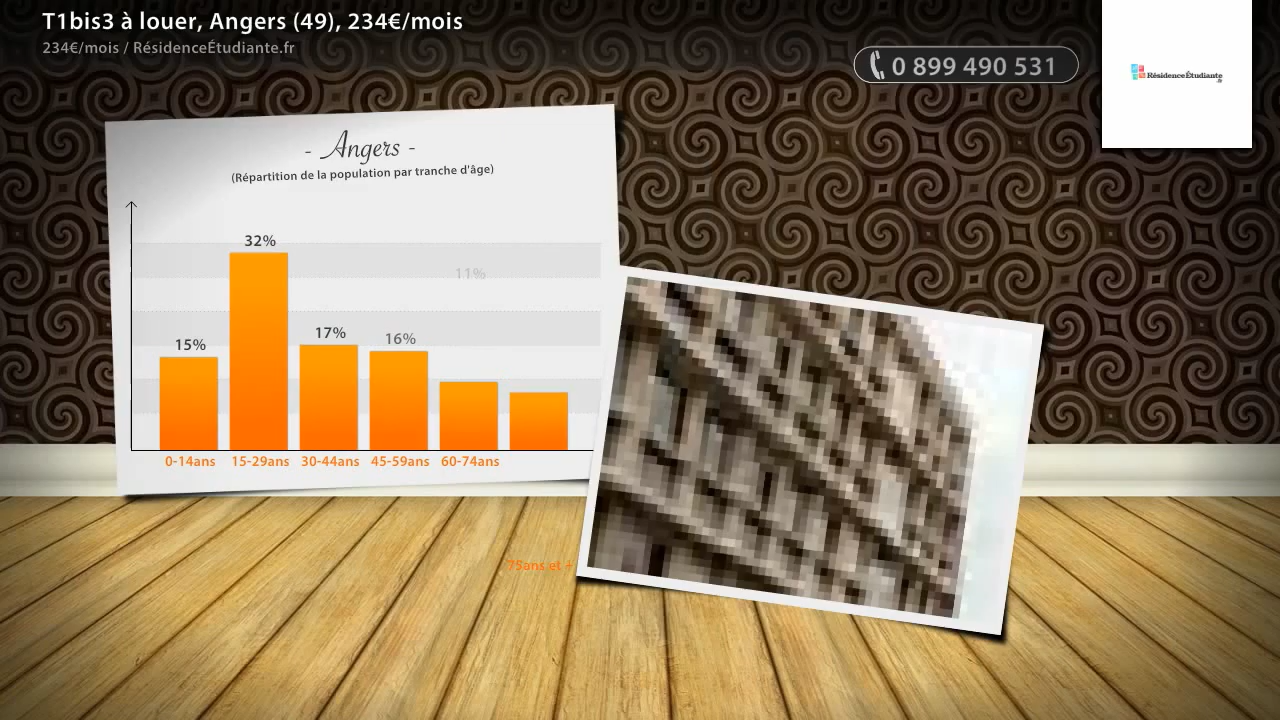 T1bis3 à louer, Angers (49), 234€/mois
234€/mois / RésidenceÉtudiante.fr
0 899 490 531
RésidenceÉtudiante
.fr
- Angers -
(Répartition de la population par tranche d'âge)
32%
11%
17%
16%
15%
0-14ans 15-29ans 30-44ans 45-59ans 60-74ans
75ans et +